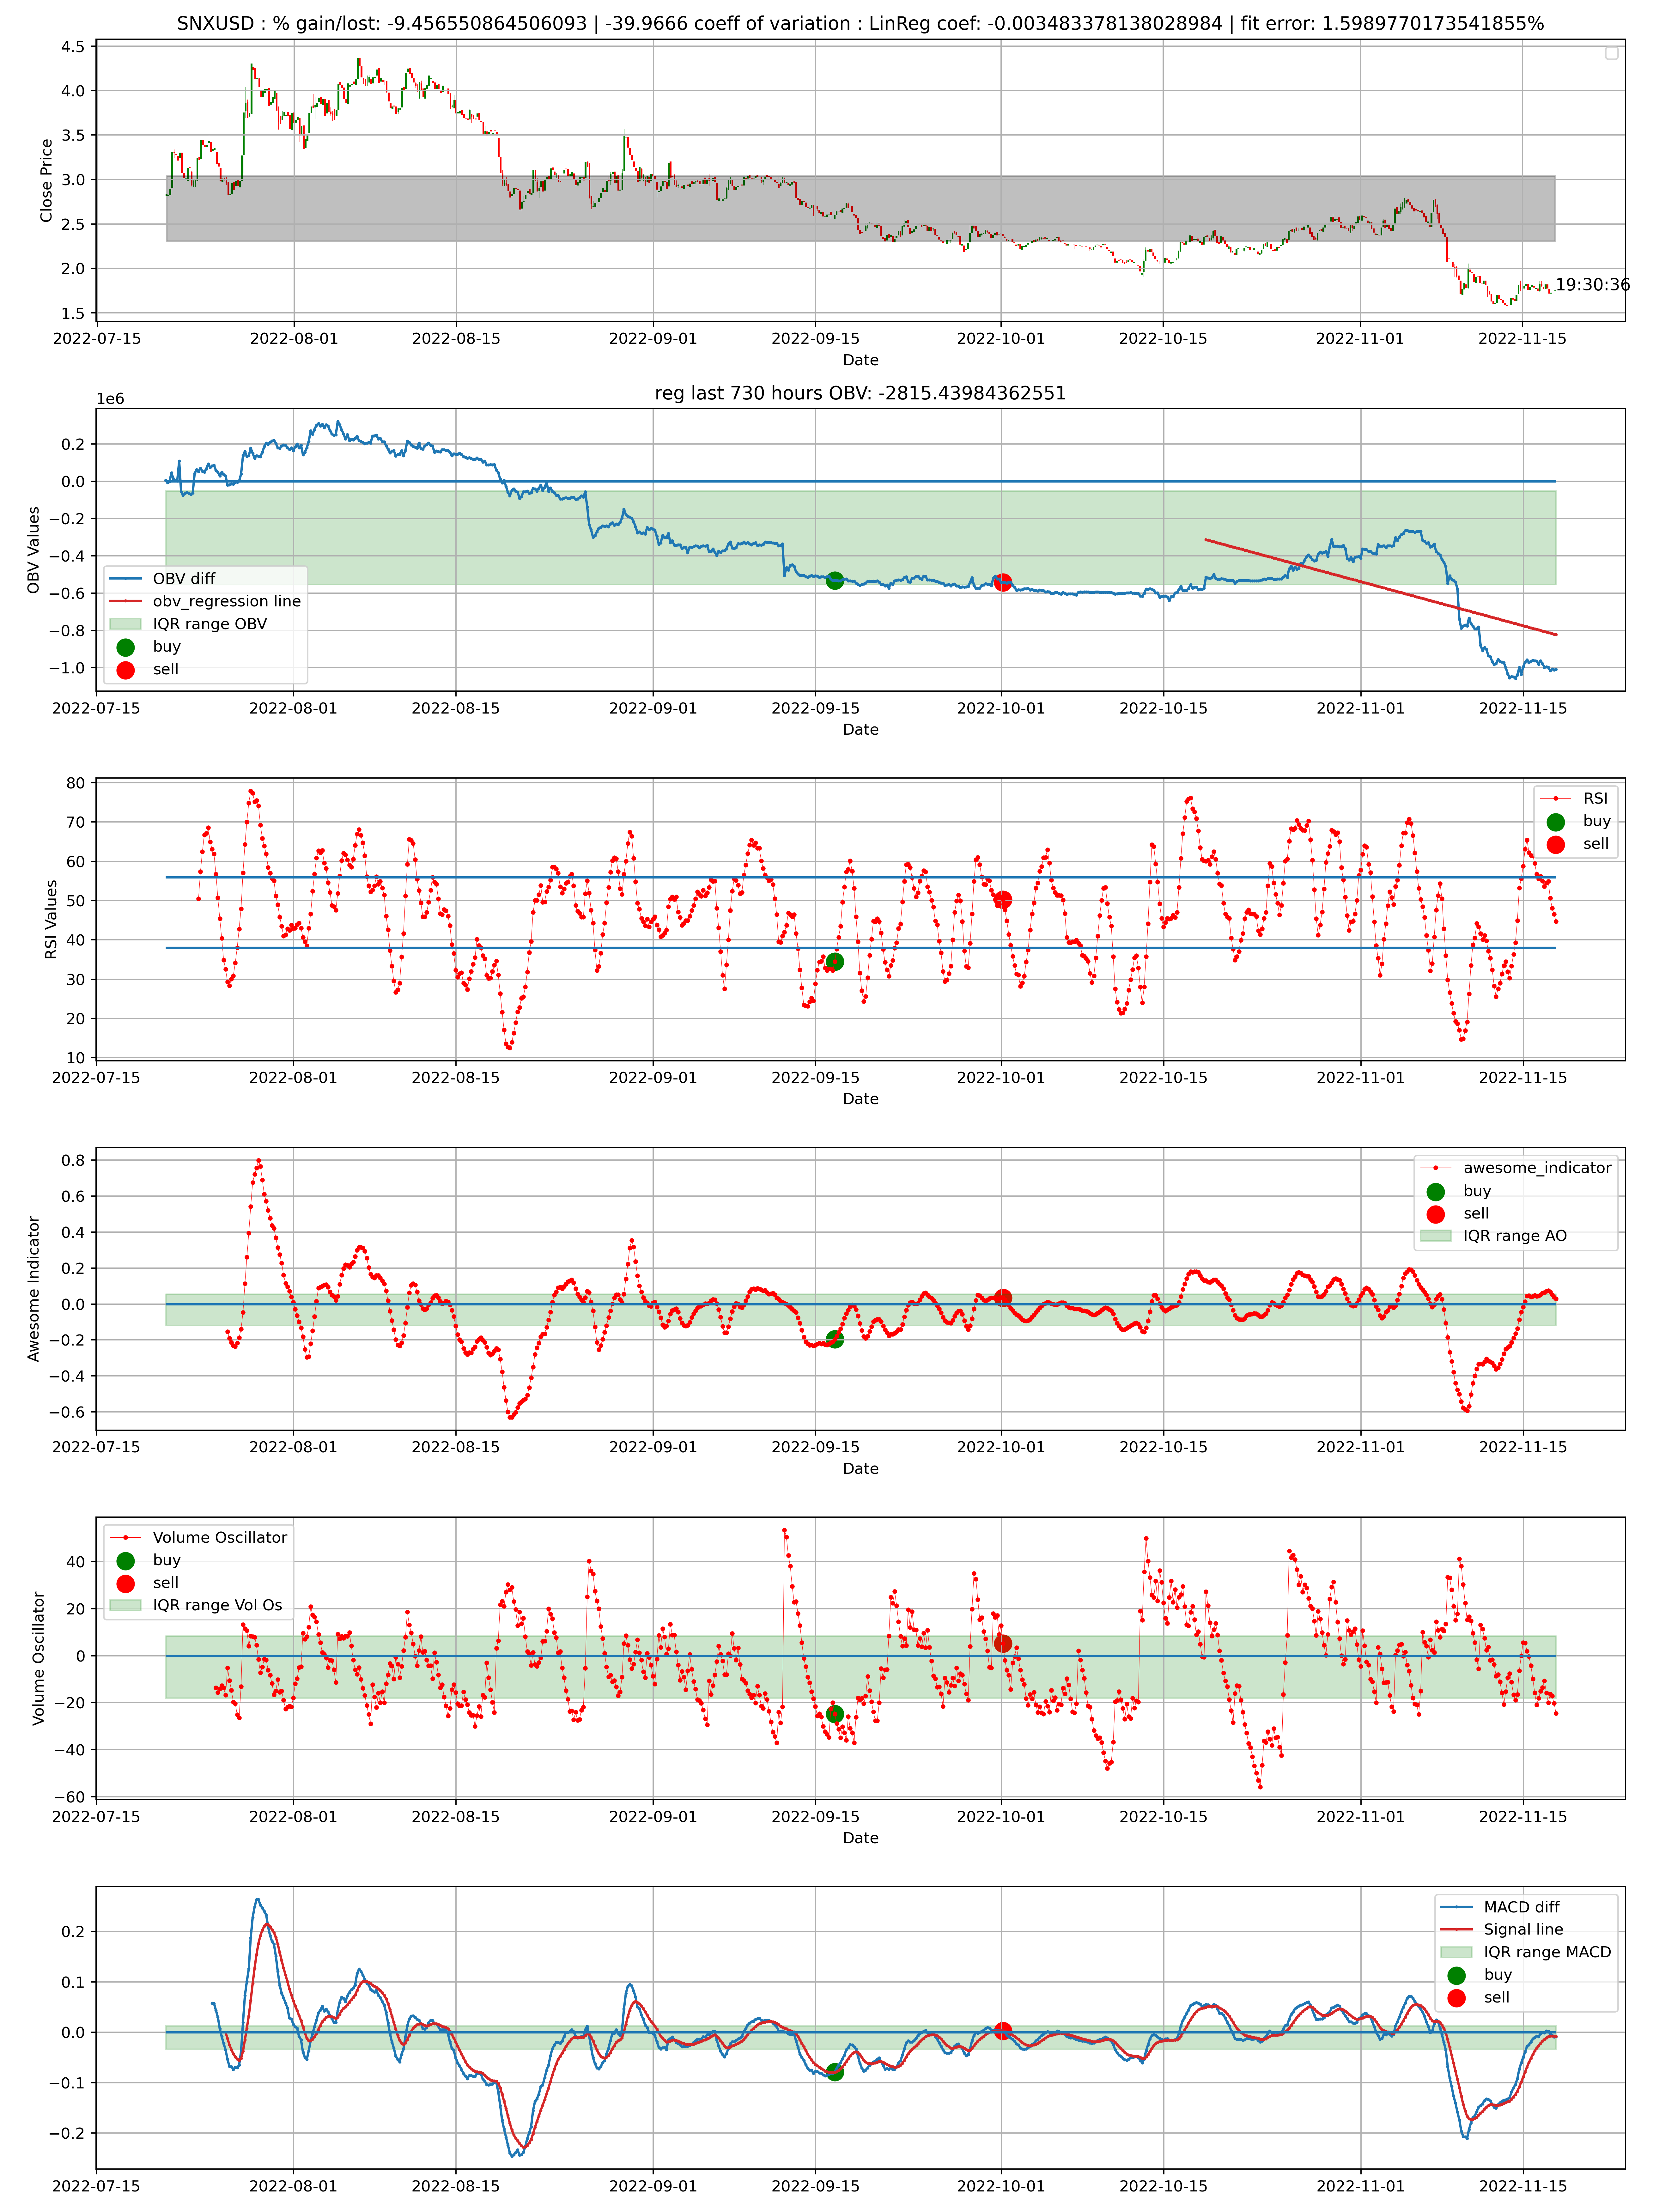 SNXUSD : % gain/lost: -9.456550864506093 | -39.9666 coeff of variation : LinReg coef: -0.003483378138028984 | fit error: 1.5989770173541855%
4.5
4.0
3.5
3.0
2.5
2.0
1.5
Close Price
19:30:36
2022-07-15 2022-08-01 2022-08-15 2022-09-01 2022-09-15 2022-10-01 2022-10-15 2022-11-01 2022-11-15
Date
reg last 730 hours OBV: -2815.43984362551
1e6
0.2
0.0
−0.2
−0.4
−0.6
−0.8
−1.0
OBV Values
OBV diff
obv_regression line
IQR range OBV
buy
sell
2022-07-15 2022-08-01 2022-08-15 2022-09-01 2022-09-15 2022-10-01 2022-10-15 2022-11-01 2022-11-15
Date
80
70
60
50
40
30
20
10
RSI Values
RSI
buy
sell
2022-07-15 2022-08-01 2022-08-15 2022-09-01 2022-09-15 2022-10-01 2022-10-15 2022-11-01 2022-11-15
Date
0.8
0.6
0.4
0.2
0.0
−0.2
−0.4
−0.6
Awesome Indicator
awesome_indicator
buy
sell
IQR range AO
2022-07-15 2022-08-01 2022-08-15 2022-09-01 2022-09-15 2022-10-01 2022-10-15 2022-11-01 2022-11-15
Date
40
20
0
−20
−40
−60
Volume Oscillator
Volume Oscillator
buy
sell
IQR range Vol Os
2022-07-15 2022-08-01 2022-08-15 2022-09-01 2022-09-15 2022-10-01 2022-10-15 2022-11-01 2022-11-15
Date
0.2
0.1
0.0
−0.1
−0.2
MACD diff
Signal line
IQR range MACD
buy
sell
2022-07-15 2022-08-01 2022-08-15 2022-09-01 2022-09-15 2022-10-01 2022-10-15 2022-11-01 2022-11-15